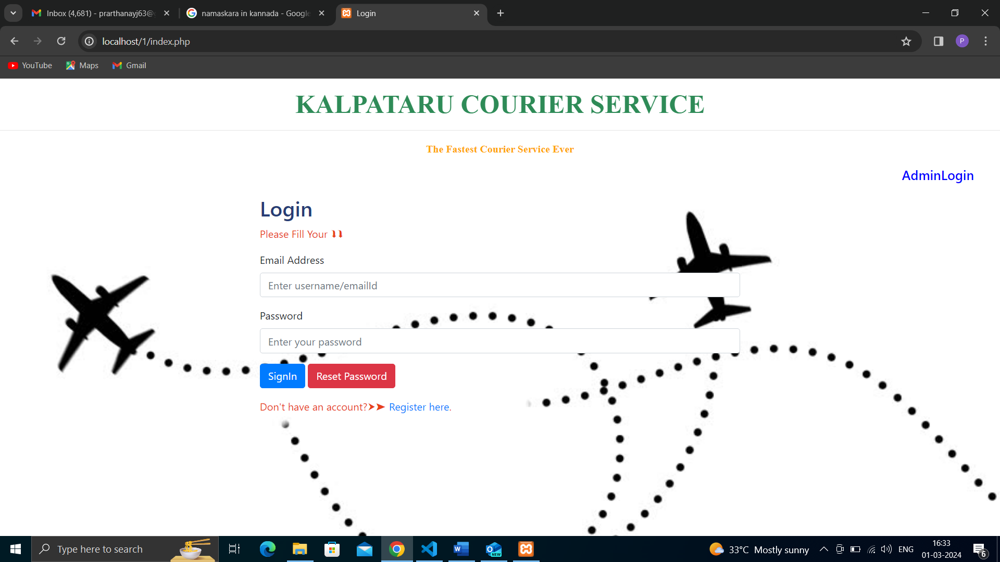 Inbox (4,681) - prarthanayj63@
namaskara in kannada - Google
Login
localhost/1/index.php
P
YouTube
Maps
Gmail
KALPATARU COURIER SERVICE
The Fastest Courier Service Ever
AdminLogin
Login
Please Fill Your ⮯⮯
Email Address
Enter username/emailId
Password
Enter your password
SignIn Reset Password
Don't have an account?➤➤ Register here.
Type here to search
NEW
33°C Mostly sunny
ENG
16:33
01-03-2024
6